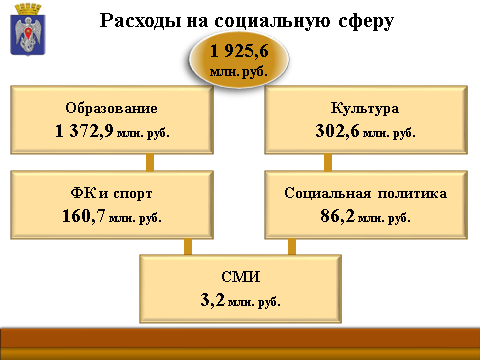 Расходы на социальную сферу
1 925,6
млн. руб.
Образование
1 372,9 млн. руб.
Культура
302,6 млн. руб.
ФК и спорт
160,7 млн. руб.
Социальная политика
86,2 млн. руб.
СМИ
3,2 млн. руб.